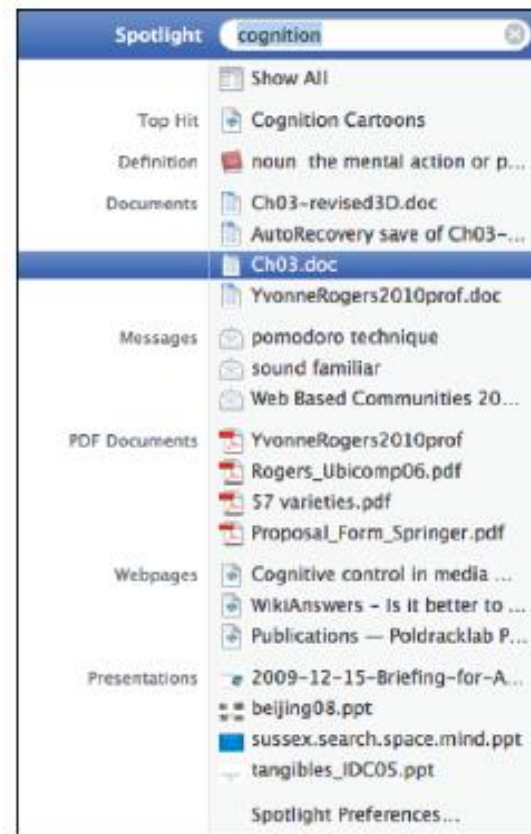 Spotlight cognition
Show All
Top Hit Cognition Cartoons
Definition noun the mental action or p...
Documents Ch03-revised3D.doc
AutoRecovery save of Ch03-...
Ch03.doc
YvonneRogers2010prof.doc
Messages pomodoro technique
sound familiar
Web Based Communities 20...
PDF Documents YvonneRogers2010prof
Rogers_Ubicomp06.pdf
57 varieties.pdf
Proposal_Form_Springer.pdf
Webpages Cognitive control in media ...
WikiAnswers - Is it better to ...
Publications — Poldracklab P...
Presentations 2009-12-15-Briefing-for-A...
beijing08.ppt
sussex.search.space.mind.ppt
tangibles_IDC05.ppt
Spotlight Preferences...